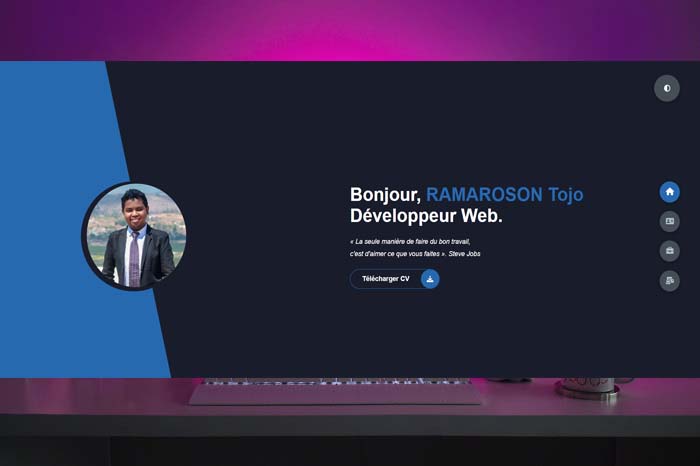 Bonjour, RAMAROSON Tojo
Développeur Web.
« La seule manière de faire du bon travail,
c'est d'aimer ce que vous faites ». Steve Jobs
Télécharger CV